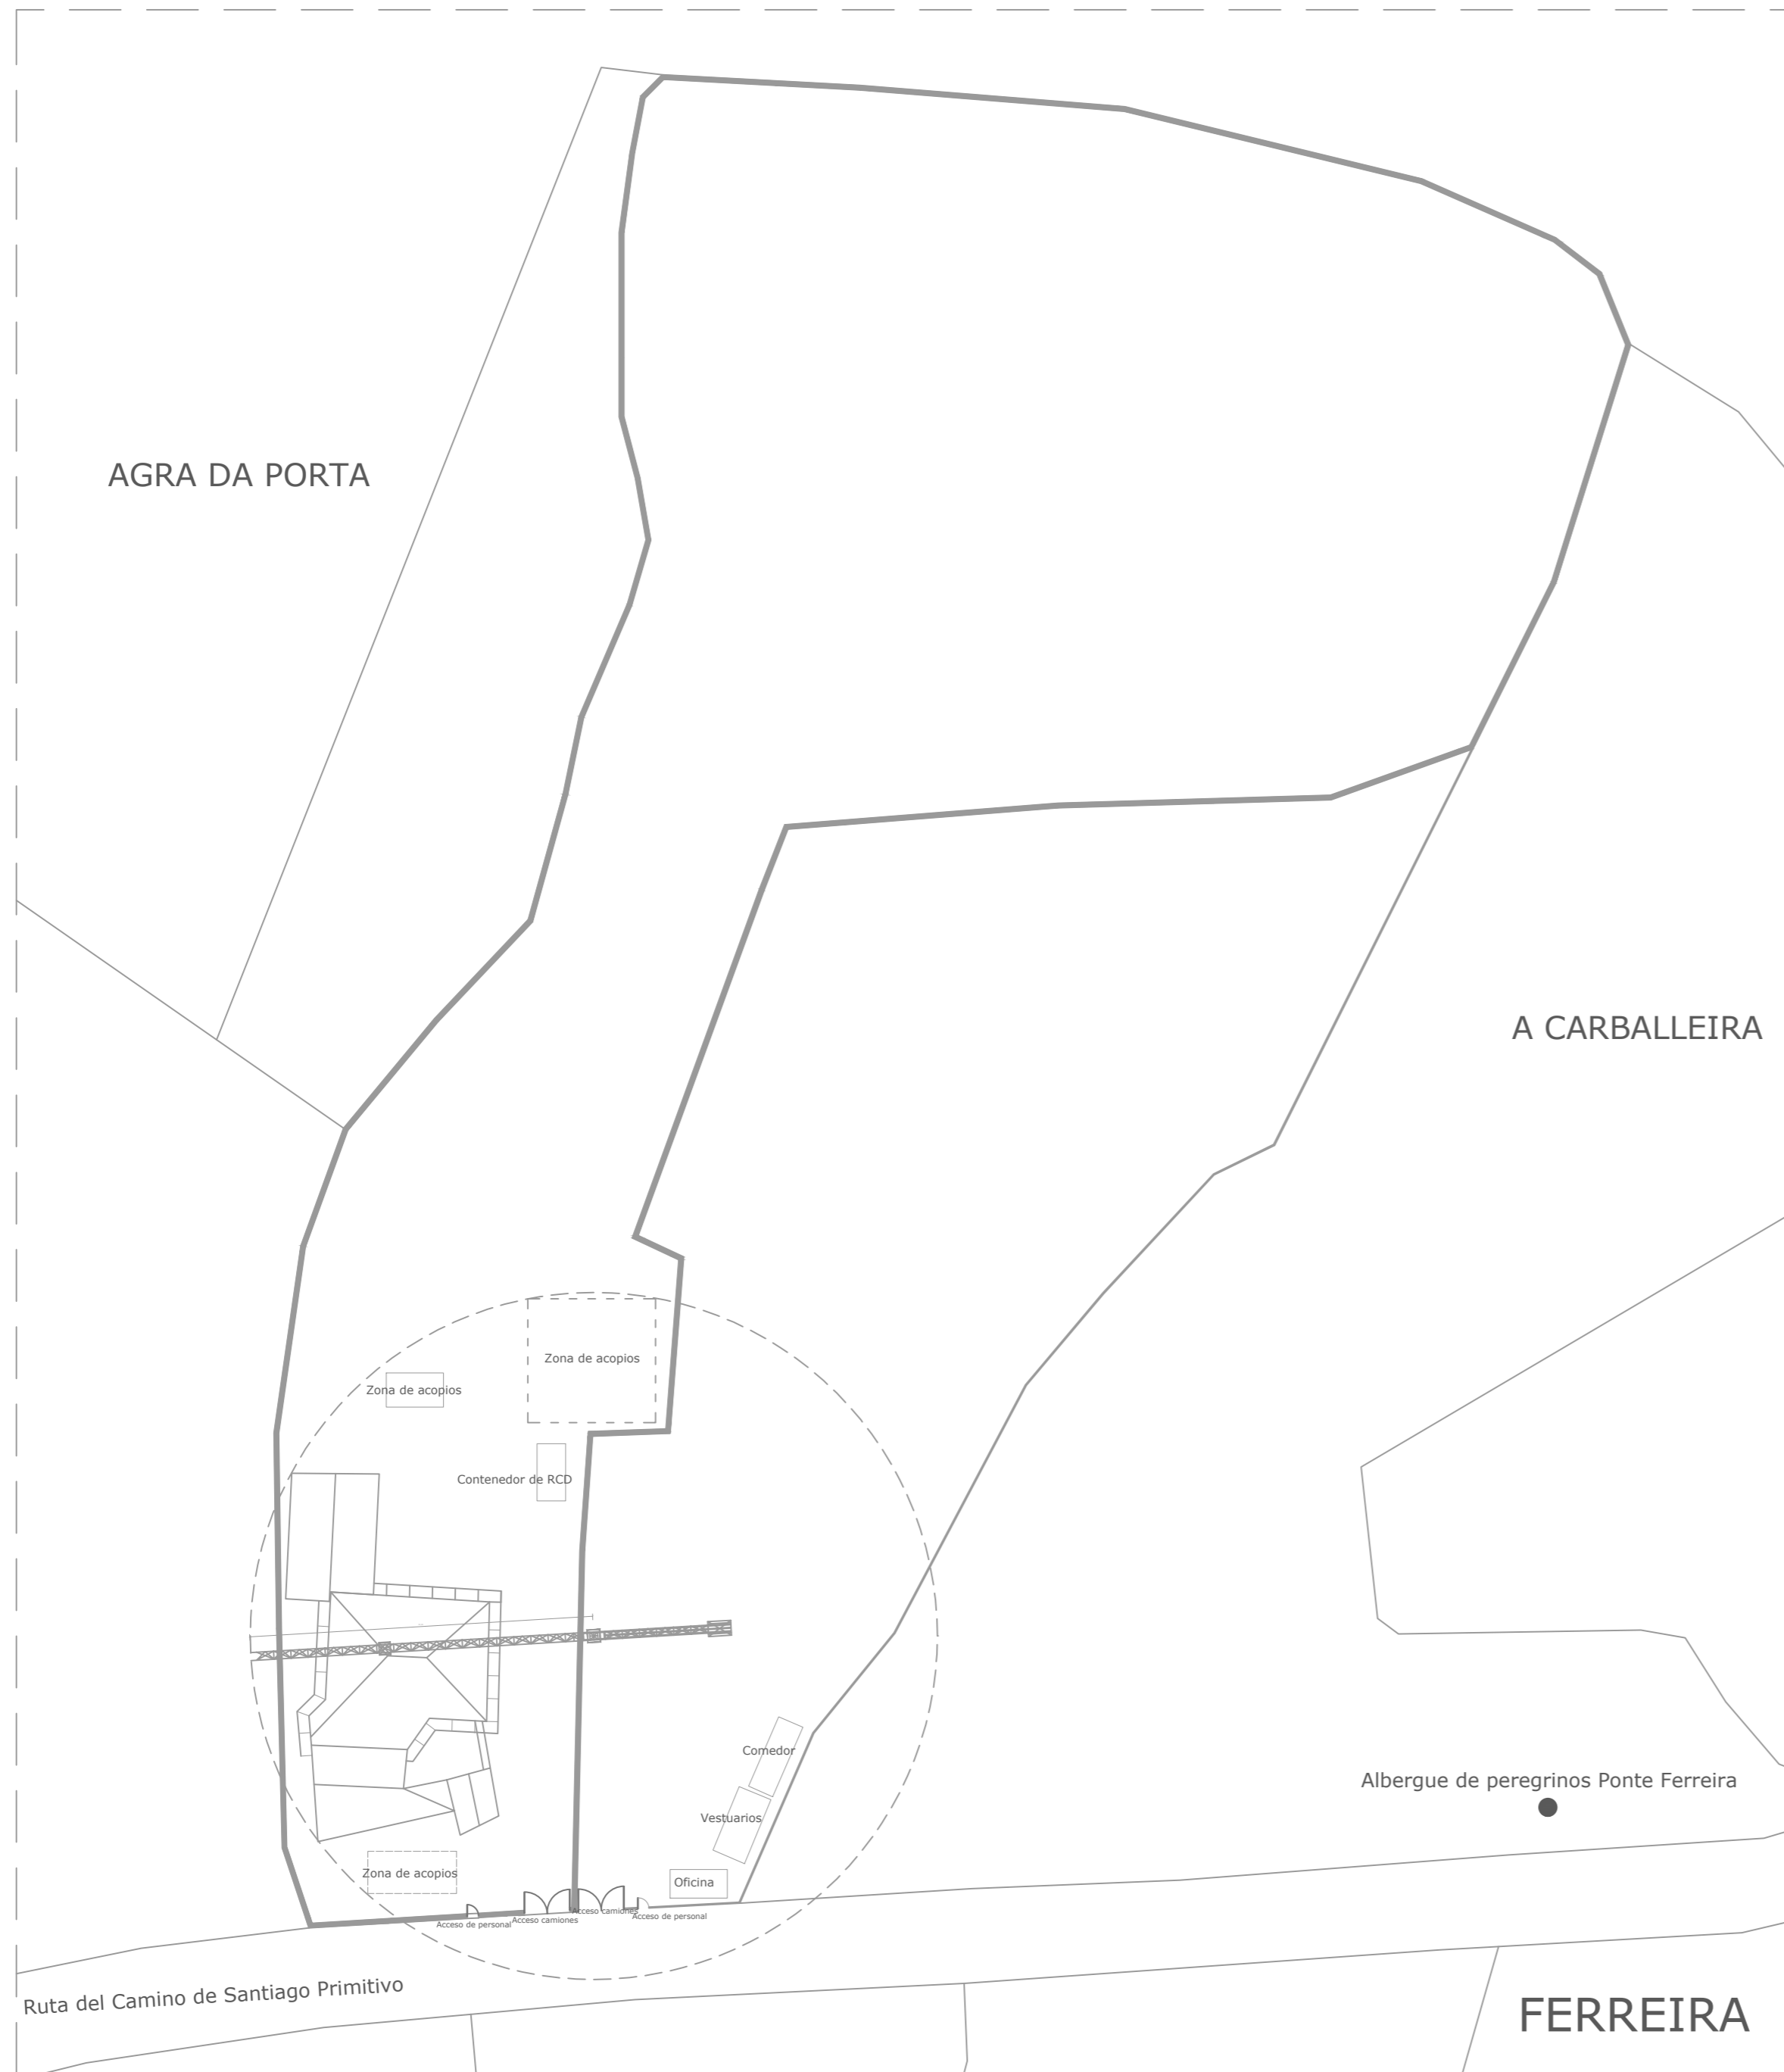 AGRA DA PORTA
A CARBALLEIRA
Zona de acopios
Zona de acopios
Contenedor de RCD
Comedor
Albergue de peregrinos Ponte Ferreira
Vestuarios
Zona de acopios
Oficina
Acceso de personal
Acceso camiones
Acceso camiones
Acceso de personal
Ruta del Camino de Santiago Primitivo
FERREIRA